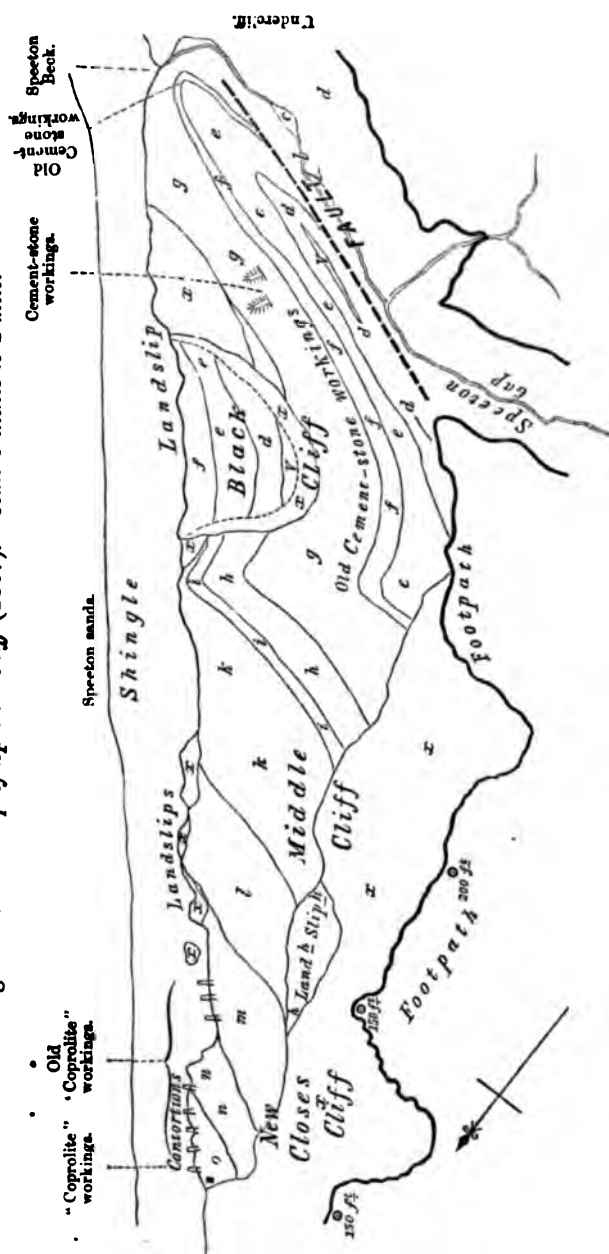 "Coprolite"
workings.
Old
"Coprolite"
workings.
Speeton sands.
Cement-stone
workings.
Old
Cement-
stone
workings.
Speeton
Beck.
Undercliff.
Shingle
Contortions
Landslips
Landslip
x
x
x
x
x
x
g
g
g
f
e
e
Black
d
x
x
Cliff
i
h
k
k
i
h
i
l
m
n
n
o
Middle
Cliff
h Land h Slip h
New
Closes
x
Cliff
x
x
Old Cement-stone workings
f
f
f
e
e
e
e
c
d
d
d
c
d
FAULT
Speeton
Gap
Footpath
Footpath
200 ft
150 ft
130 ft